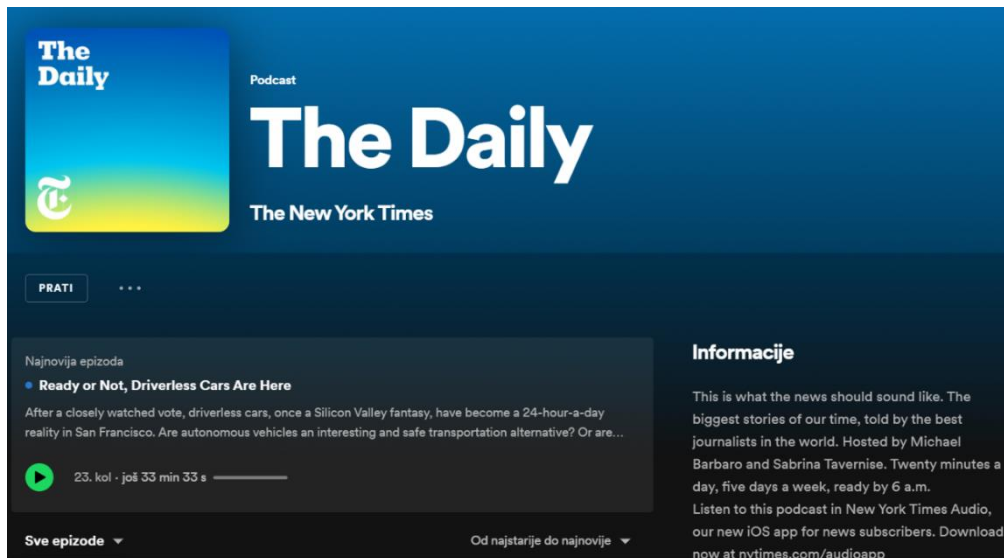 The
Daily
Podcast
The Daily
The New York Times
PRATI
Najnovija epizoda
Ready or Not, Driverless Cars Are Here
After a closely watched vote, driverless cars, once a Silicon Valley fantasy, have become a 24-hour-a-day
reality in San Francisco. Are autonomous vehicles an interesting and safe transportation alternative? Or are...
23. kol · još 33 min 33 s
Sve epizode
Od najstarije do najnovije
Informacije
This is what the news should sound like. The
biggest stories of our time, told by the best
journalists in the world. Hosted by Michael
Barbaro and Sabrina Tavernise. Twenty minutes a
day, five days a week, ready by 6 a.m.
Listen to this podcast in New York Times Audio,
our new iOS app for news subscribers. Download
now at nytimes.com/audioapp